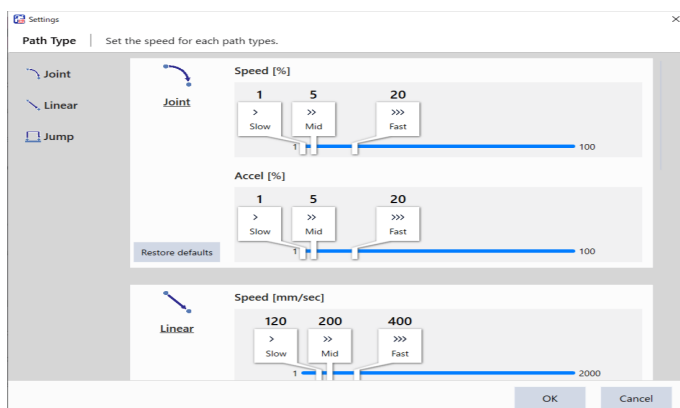 Settings
Path Type Set the speed for each path types.
Joint
Linear
Jump
Joint
Restore defaults
Speed [%]
1 5 20
> >> >>>
Slow Mid Fast
1 100
Accel [%]
1 5 20
> >> >>>
Slow Mid Fast
1 100
Linear
Speed [mm/sec]
120 200 400
> >> >>>
Slow Mid Fast
1 2000
OK Cancel